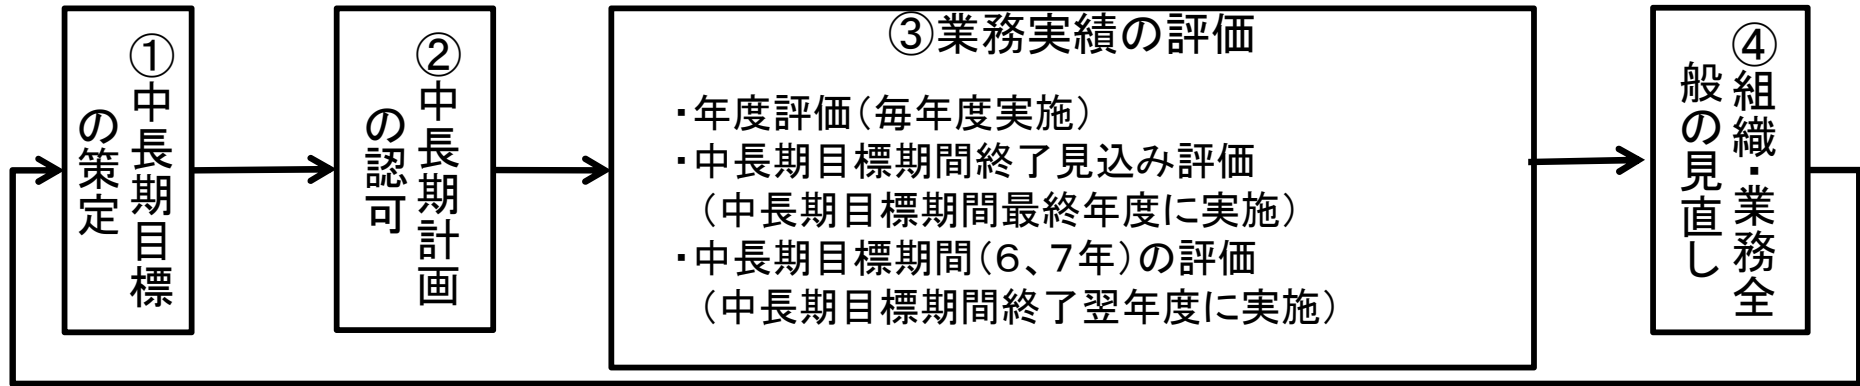 ①中長期目標
の策定
②中長期計画
の認可
③業務実績の評価
・年度評価(毎年度実施)
・中長期目標期間終了見込み評価
(中長期目標期間最終年度に実施)
・中長期目標期間(6、7年)の評価
(中長期目標期間終了翌年度に実施)
④組織・業務全
般の見直し